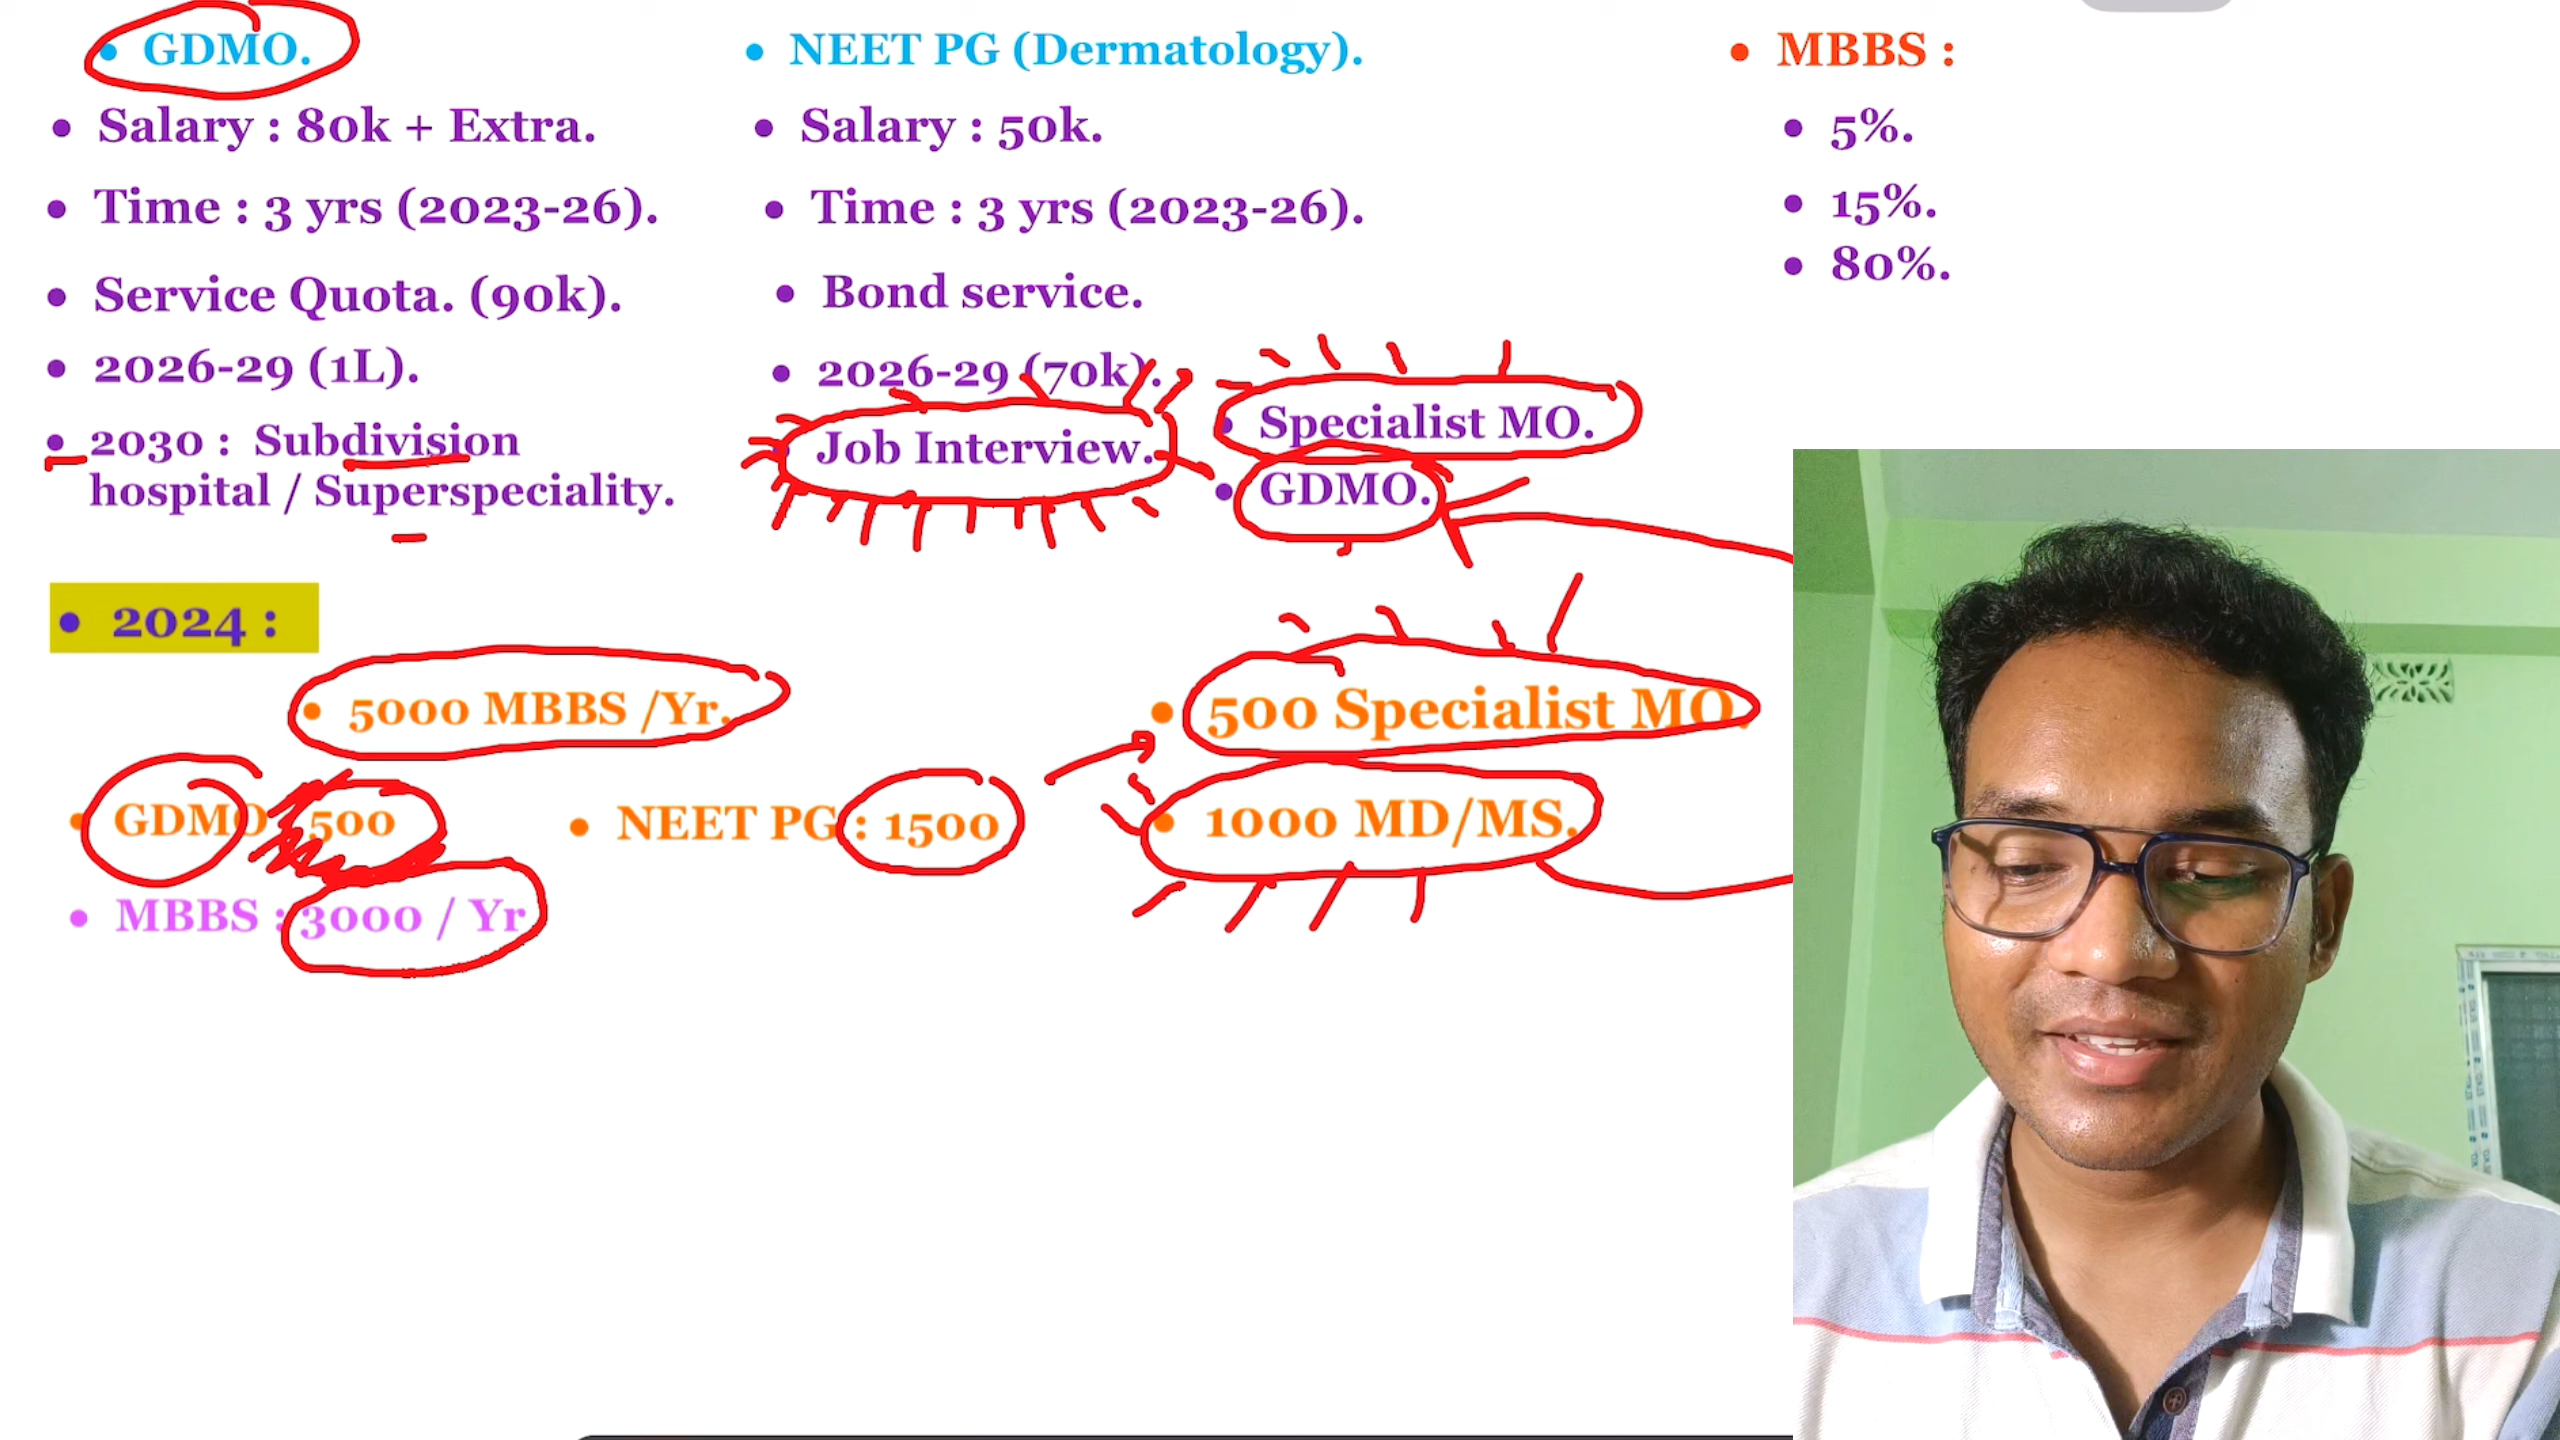 GDMO.
• Salary : 80k + Extra.
• Time : 3 yrs (2023-26).
• Service Quota. (90k).
• 2026-29 (1L).
• 2030 : Subdivision
hospital / Superspeciality.
• NEET PG (Dermatology).
• Salary : 50k.
• Time : 3 yrs (2023-26).
• Bond service.
• 2026-29 (70k).
Job Interview.
• Specialist MO.
• GDMO.
• MBBS :
• 5%.
• 15%.
• 80%.
• 2024 :
• 5000 MBBS /Yr.
• GDMO 500
• MBBS : 3000 / Yr
• NEET PG : 1500
• 500 Specialist MO.
• 1000 MD/MS.